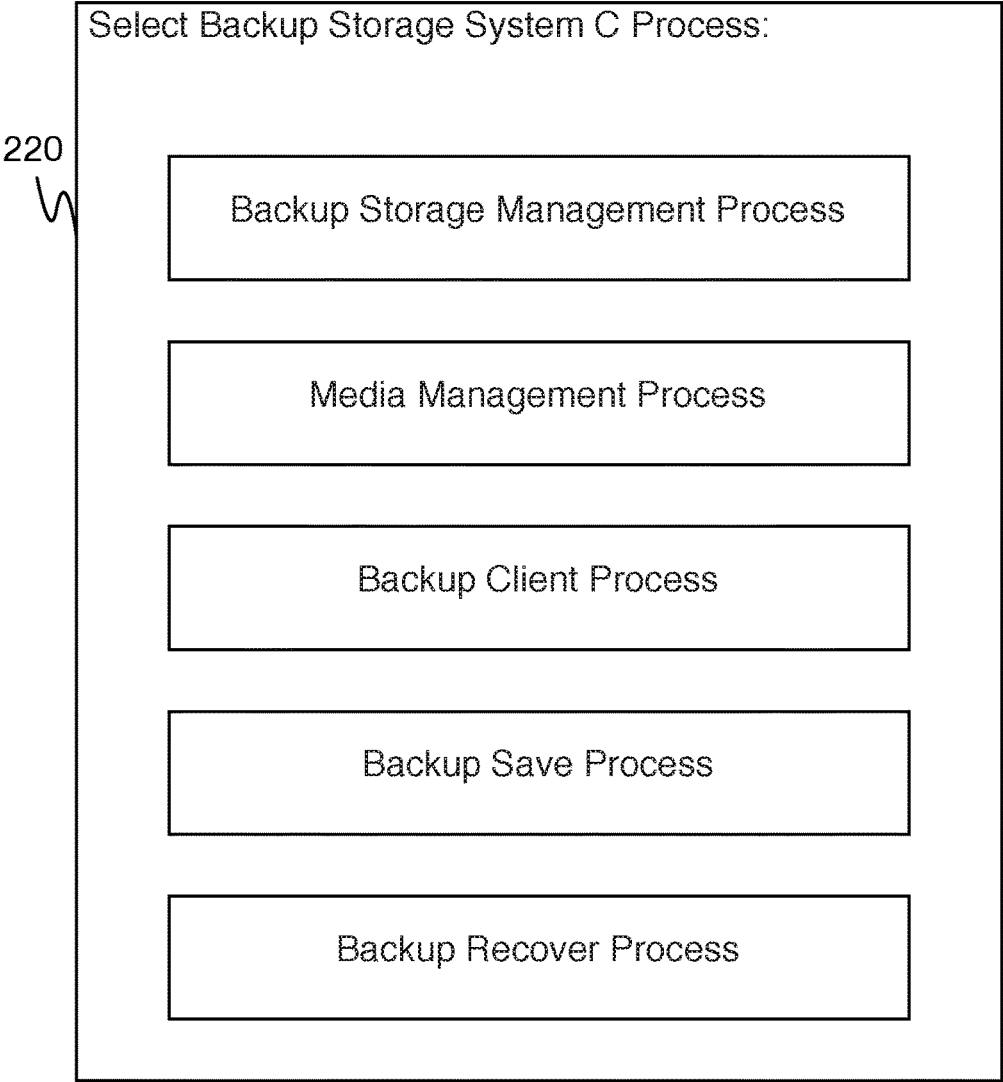 Select Backup Storage System C Process:
220
Backup Storage Management Process
Media Management Process
Backup Client Process
Backup Save Process
Backup Recover Process